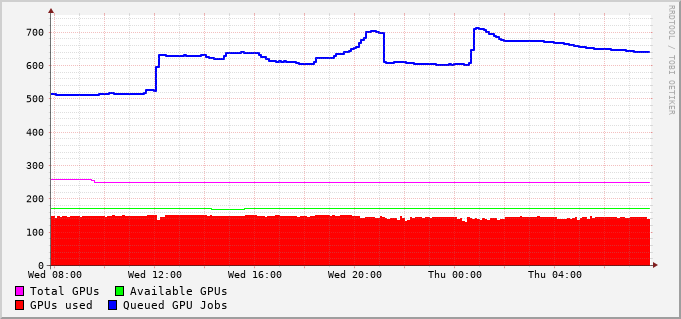 700
600
500
400
300
200
100
0
Wed 08:00 Wed 12:00 Wed 16:00 Wed 20:00 Thu 00:00 Thu 04:00
Total GPUs Available GPUs
GPUs used Queued GPU Jobs
RRDTOOL / TOBI OETIKER